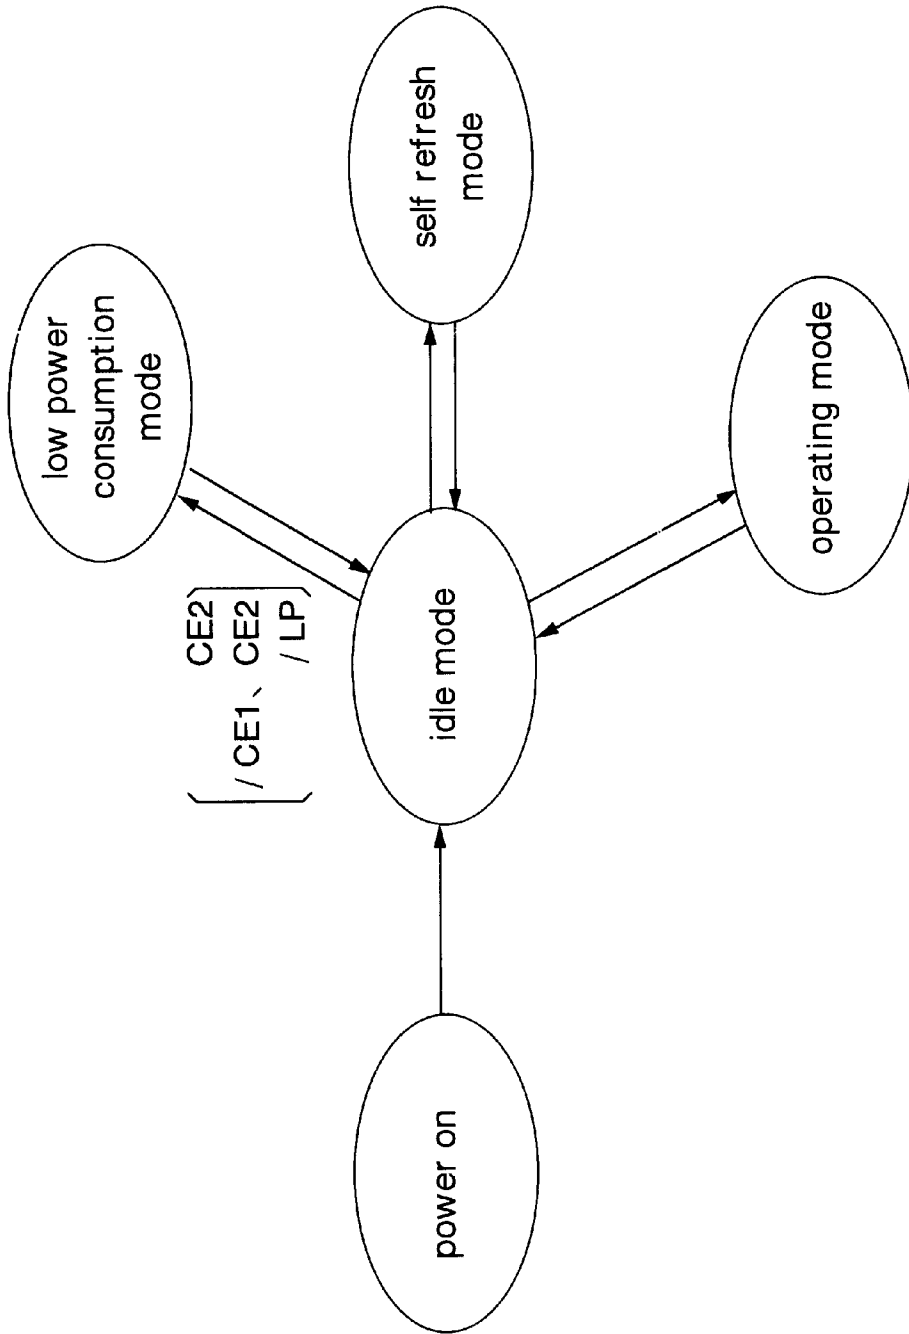 low power
consumption
mode
self refresh
mode
CE2
/ CE1、 CE2
/ LP
power on
idle mode
operating mode